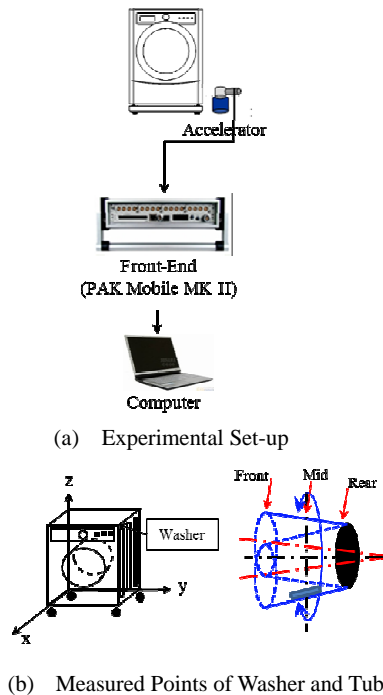 Accelerator
Front-End
(PAK Mobile MK II)
Computer
(a) Experimental Set-up
z
Washer
y
x
Front
Mid
Rear
(b) Measured Points of Washer and Tub